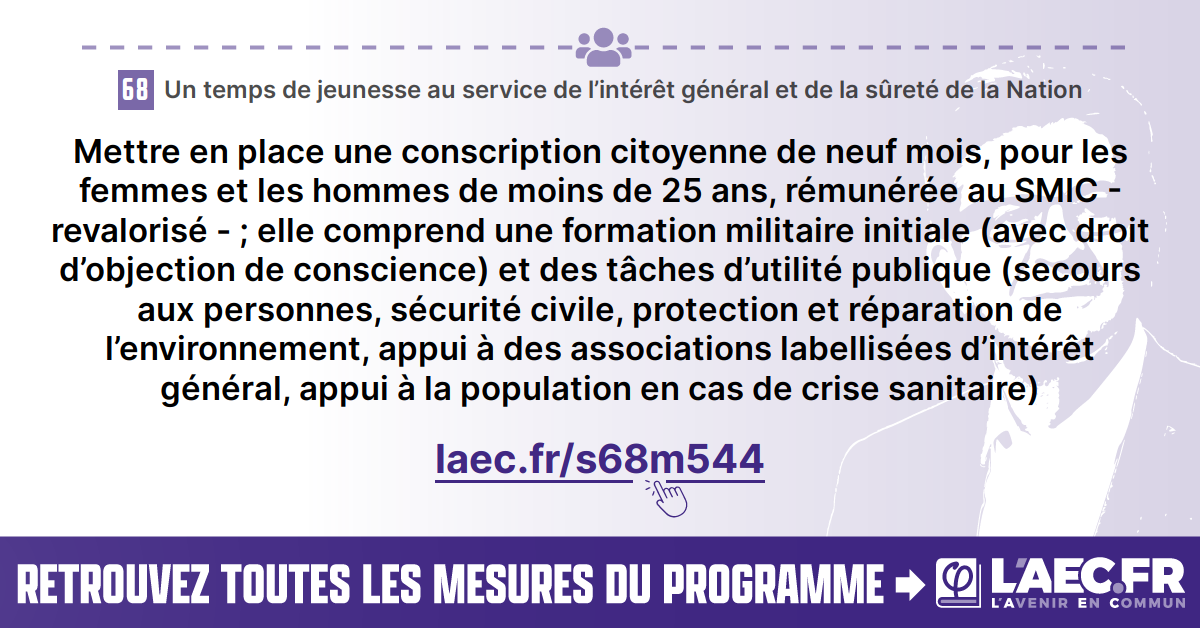 68 Un temps de jeunesse au service de l’intérêt général et de la sûreté de la Nation
Mettre en place une conscription citoyenne de neuf mois, pour les
femmes et les hommes de moins de 25 ans, rémunérée au SMIC -
revalorisé - ; elle comprend une formation militaire initiale (avec droit
d’objection de conscience) et des tâches d’utilité publique (secours
aux personnes, sécurité civile, protection et réparation de
l’environnement, appui à des associations labellisées d’intérêt
général, appui à la population en cas de crise sanitaire)
laec.fr/s68m544
RETROUVEZ TOUTES LES MESURES DU PROGRAMME
L'AEC.FR
L'AVENIR EN COMMUN